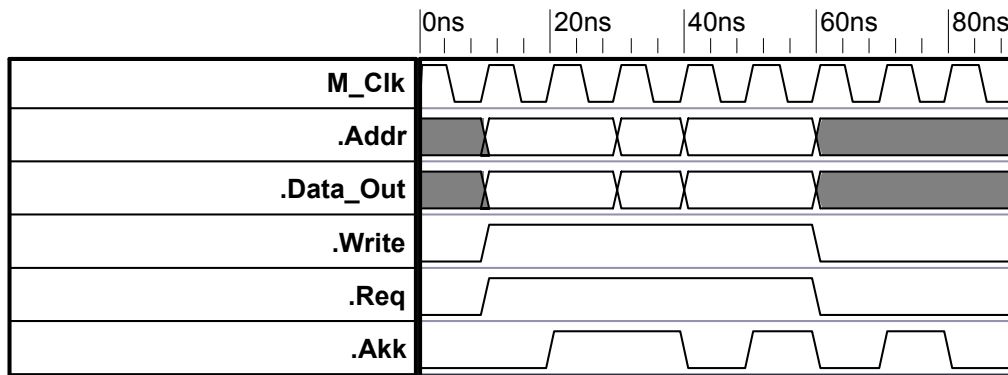 0ns 20ns 40ns 60ns 80ns
M_Clk
.Addr
.Data_Out
.Write
.Req
.Akk